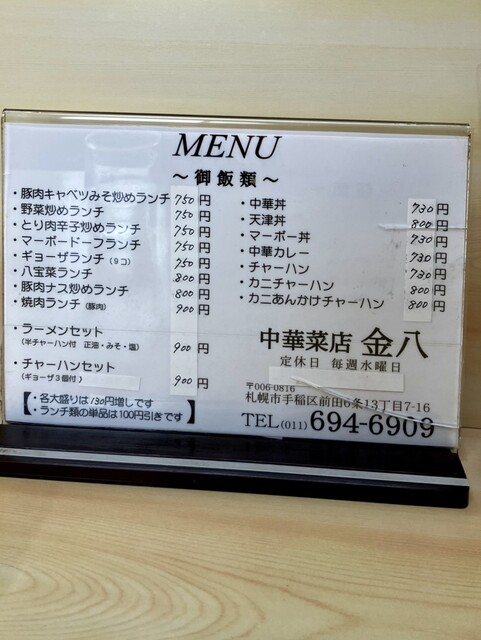 MENU
～御飯類～
・豚肉キャベツみそ炒めランチ 750円
・野菜炒めランチ 750円
・とり肉辛子炒めランチ 750円
・マーボードーフランチ 750円
・ギョーザランチ（9コ） 750円
・八宝菜ランチ 800円
・豚肉ナス炒めランチ 800円
・焼肉ランチ（豚肉） 900円
・ラーメンセット 900円
（半チャーハン付 正油・みそ・塩）
・チャーハンセット 900円
（ギョーザ3個付）
【・各大盛りは130円増しです
・ランチ類の単品は100円引きです】
・中華丼 730円
・天津丼 800円
・マーボー丼 730円
・中華カレー 730円
・チャーハン 730円
・カニチャーハン 800円
・カニあんかけチャーハン 800円
中華菜店 金八
定休日 毎週水曜日
〒006-0816
札幌市手稲区前田6条13丁目7-16
TEL(011)694-6909